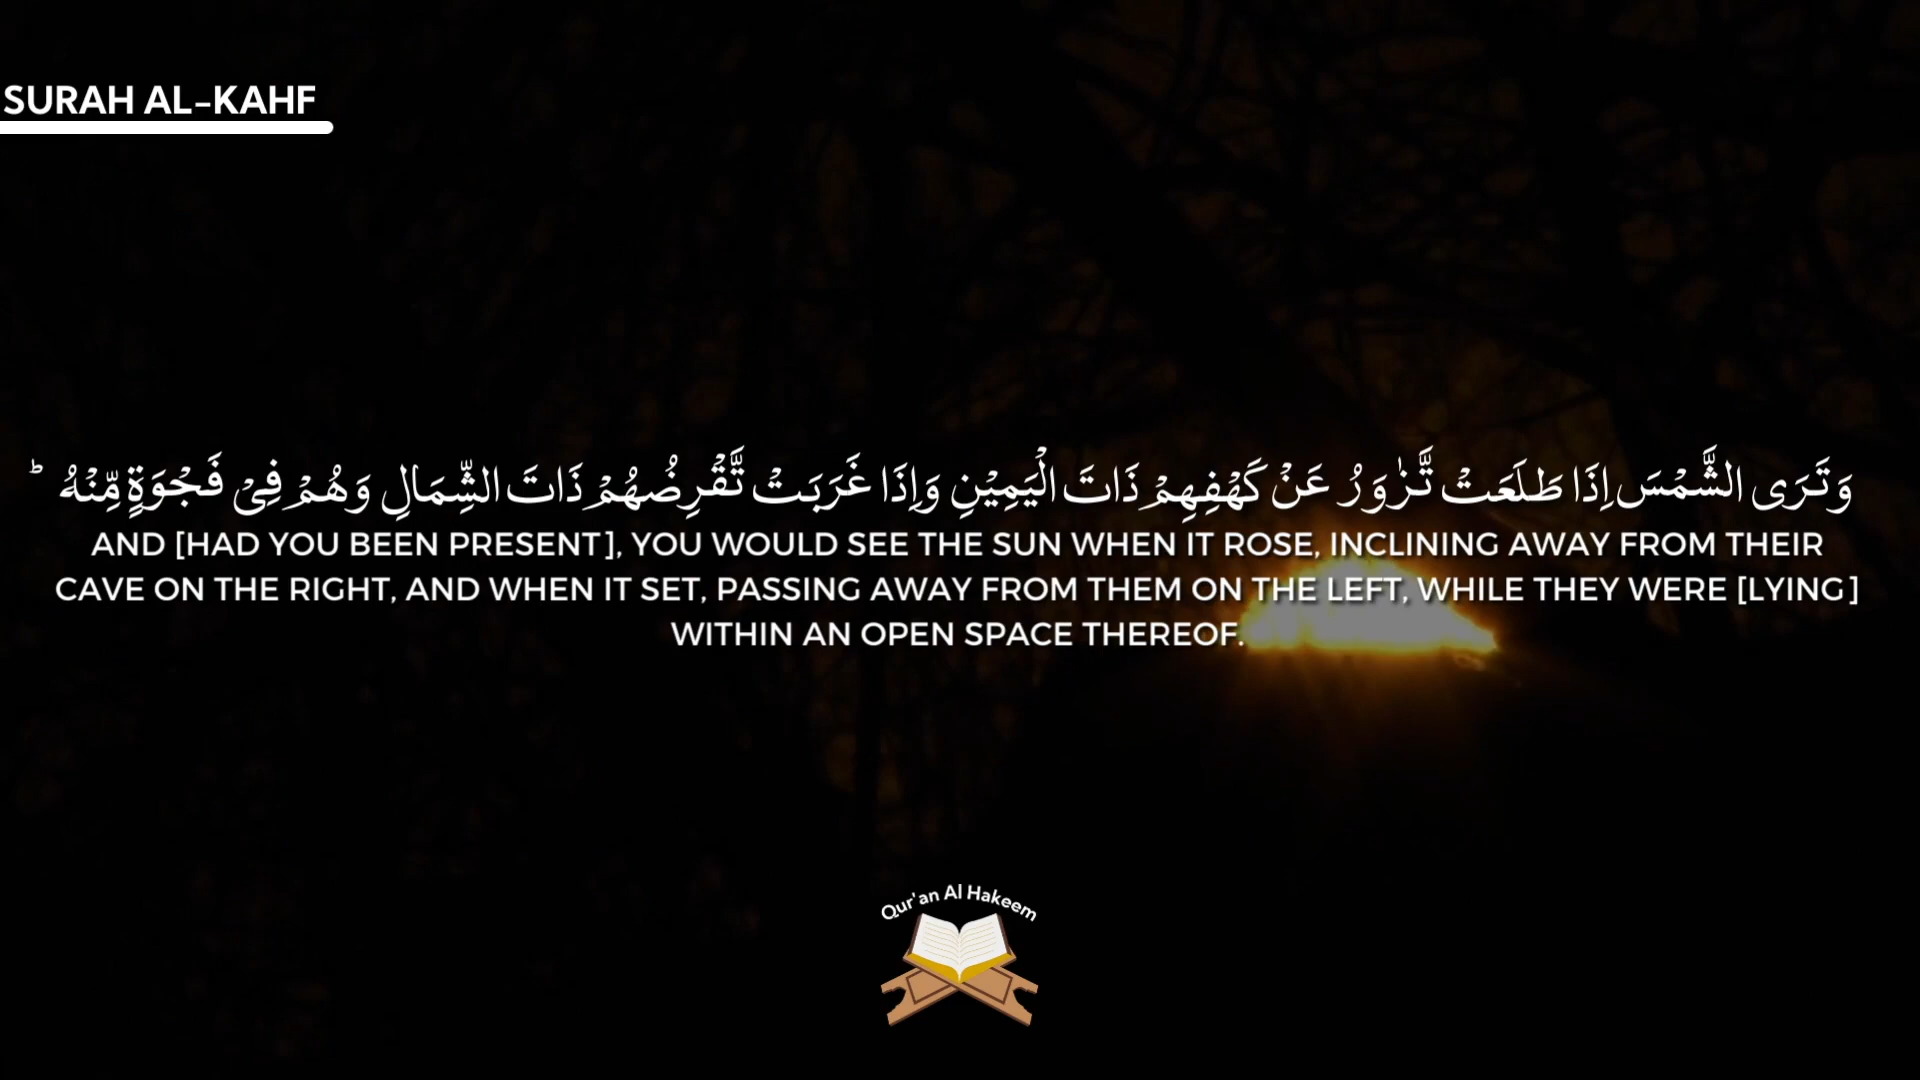 SURAH AL-KAHF
وَتَرَى الشَّمْسَ اِذَا طَلَعَتْ تَّزٰوَرُ عَنْ كَهْفِهِمْ ذَاتَ الْيَمِيْنِ وَاِذَا غَرَبَتْ تَّقْرِضُهُمْ ذَاتَ الشِّمَالِ وَهُمْ فِىْ فَجْوَةٍ مِّنْهُ ؕ
AND [HAD YOU BEEN PRESENT], YOU WOULD SEE THE SUN WHEN IT ROSE, INCLINING AWAY FROM THEIR
CAVE ON THE RIGHT, AND WHEN IT SET, PASSING AWAY FROM THEM ON THE LEFT, WHILE THEY WERE [LYING]
WITHIN AN OPEN SPACE THEREOF.
Qur'an Al Hakeem